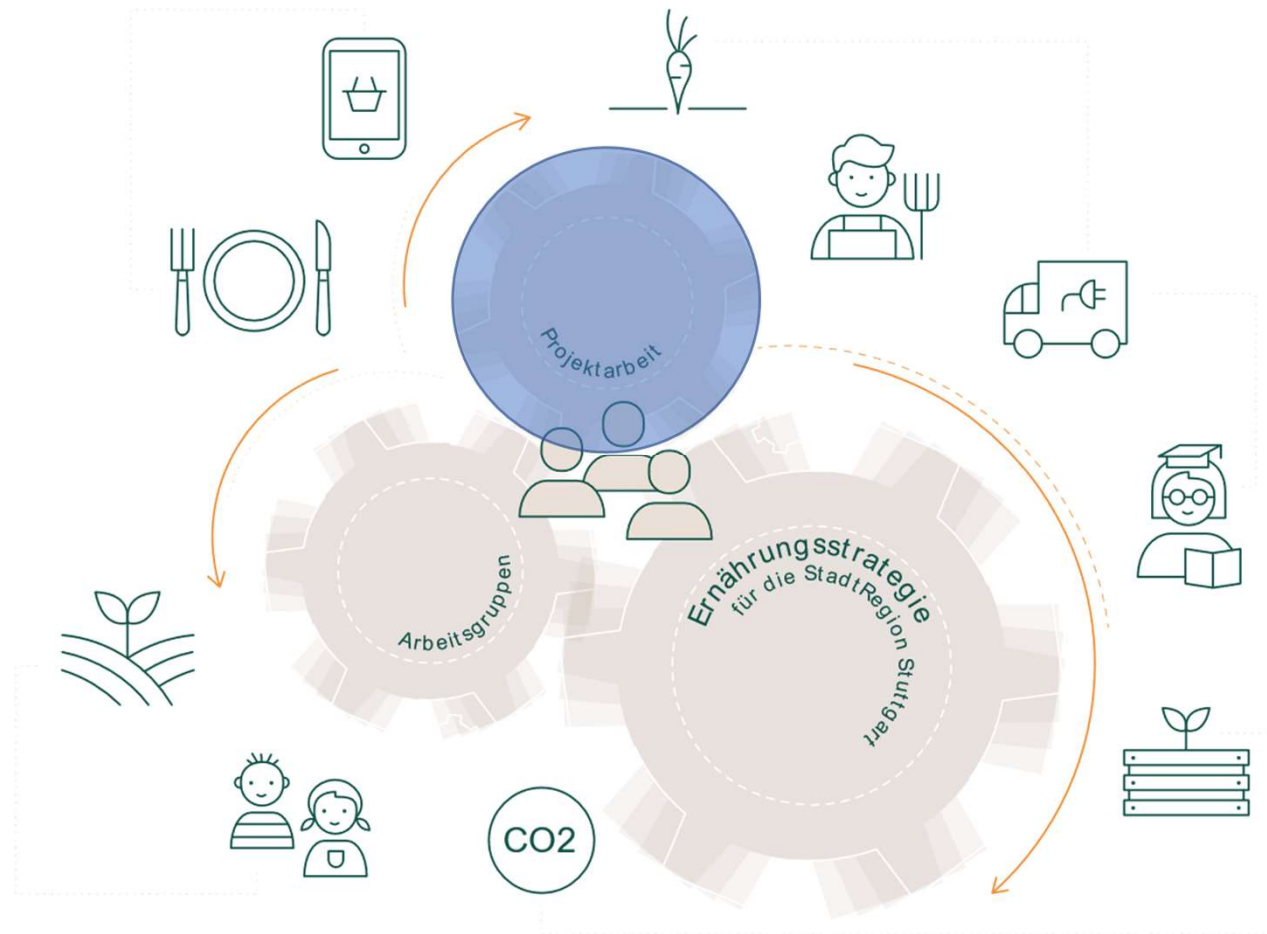 Projektarbeit
Arbeitsgruppen
Ernährungsstrategie
für die StadtRegion Stuttgart
CO2